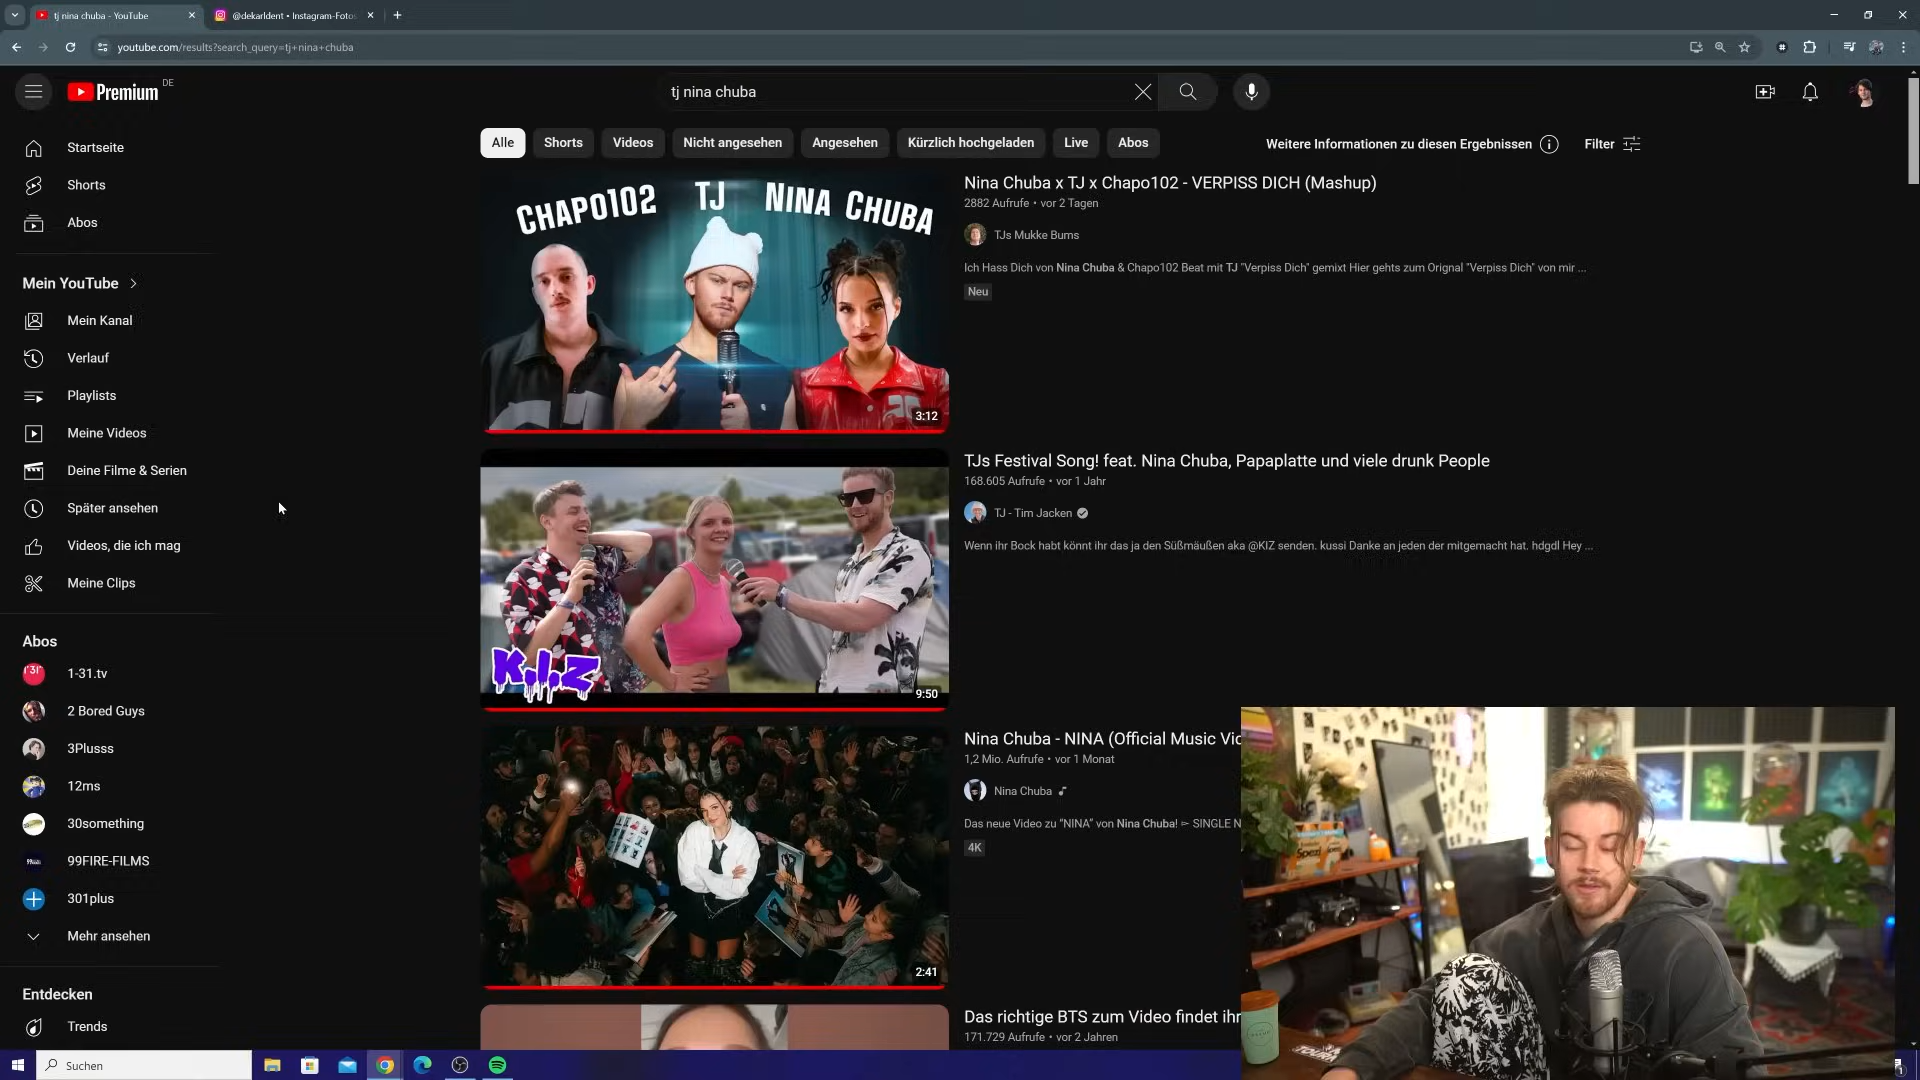 tj nina chuba - YouTube
@dekarldent • Instagram-Fotos
youtube.com/results?search_query=tj+nina+chuba
Premium DE
tj nina chuba
Startseite
Shorts
Abos
Mein YouTube
Mein Kanal
Verlauf
Playlists
Meine Videos
Deine Filme & Serien
Später ansehen
Videos, die ich mag
Meine Clips
Abos
1-31.tv
2 Bored Guys
3Plusss
12ms
30something
99FIRE-FILMS
301plus
Mehr ansehen
Entdecken
Trends
Alle
Shorts
Videos
Nicht angesehen
Angesehen
Kürzlich hochgeladen
Live
Abos
Weitere Informationen zu diesen Ergebnissen
Filter
CHAPO102 TJ NINA CHUBA
3:12
Nina Chuba x TJ x Chapo102 - VERPISS DICH (Mashup)
2882 Aufrufe • vor 2 Tagen
TJs Mukke Bums
Ich Hass Dich von Nina Chuba & Chapo102 Beat mit TJ "Verpiss Dich" gemixt Hier gehts zum Orignal "Verpiss Dich" von mir ...
Neu
K.I.Z
9:50
TJs Festival Song! feat. Nina Chuba, Papaplatte und viele drunk People
168.605 Aufrufe • vor 1 Jahr
TJ - Tim Jacken
Wenn ihr Bock habt könnt ihr das ja den Süßmäußen aka @KIZ senden. kussi Danke an jeden der mitgemacht hat. hdgdl Hey ...
2:41
Nina Chuba - NINA (Official Music Vid
1,2 Mio. Aufrufe • vor 1 Monat
Nina Chuba
Das neue Video zu "NINA" von Nina Chuba! ➳ SINGLE N
4K
Das richtige BTS zum Video findet ihr
171.729 Aufrufe • vor 2 Jahren
Spezi
Suchen